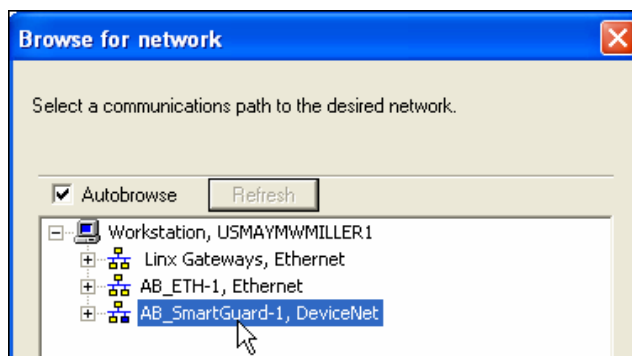 Browse for network
Select a communications path to the desired network.
Autobrowse Refresh
Workstation, USMAYMWMILLER1
Linx Gateways, Ethernet
AB_ETH-1, Ethernet
AB_SmartGuard-1, DeviceNet